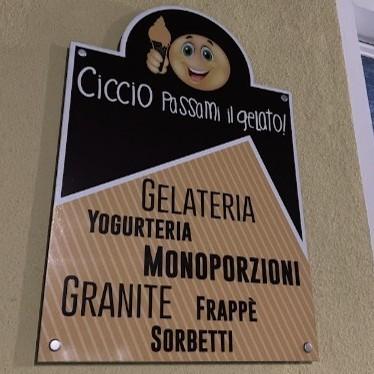 Ciccio Passami il gelato!
GELATERIA
YOGURTERIA
MONOPORZIONI
GRANITE FRAPPÈ
SORBETTI